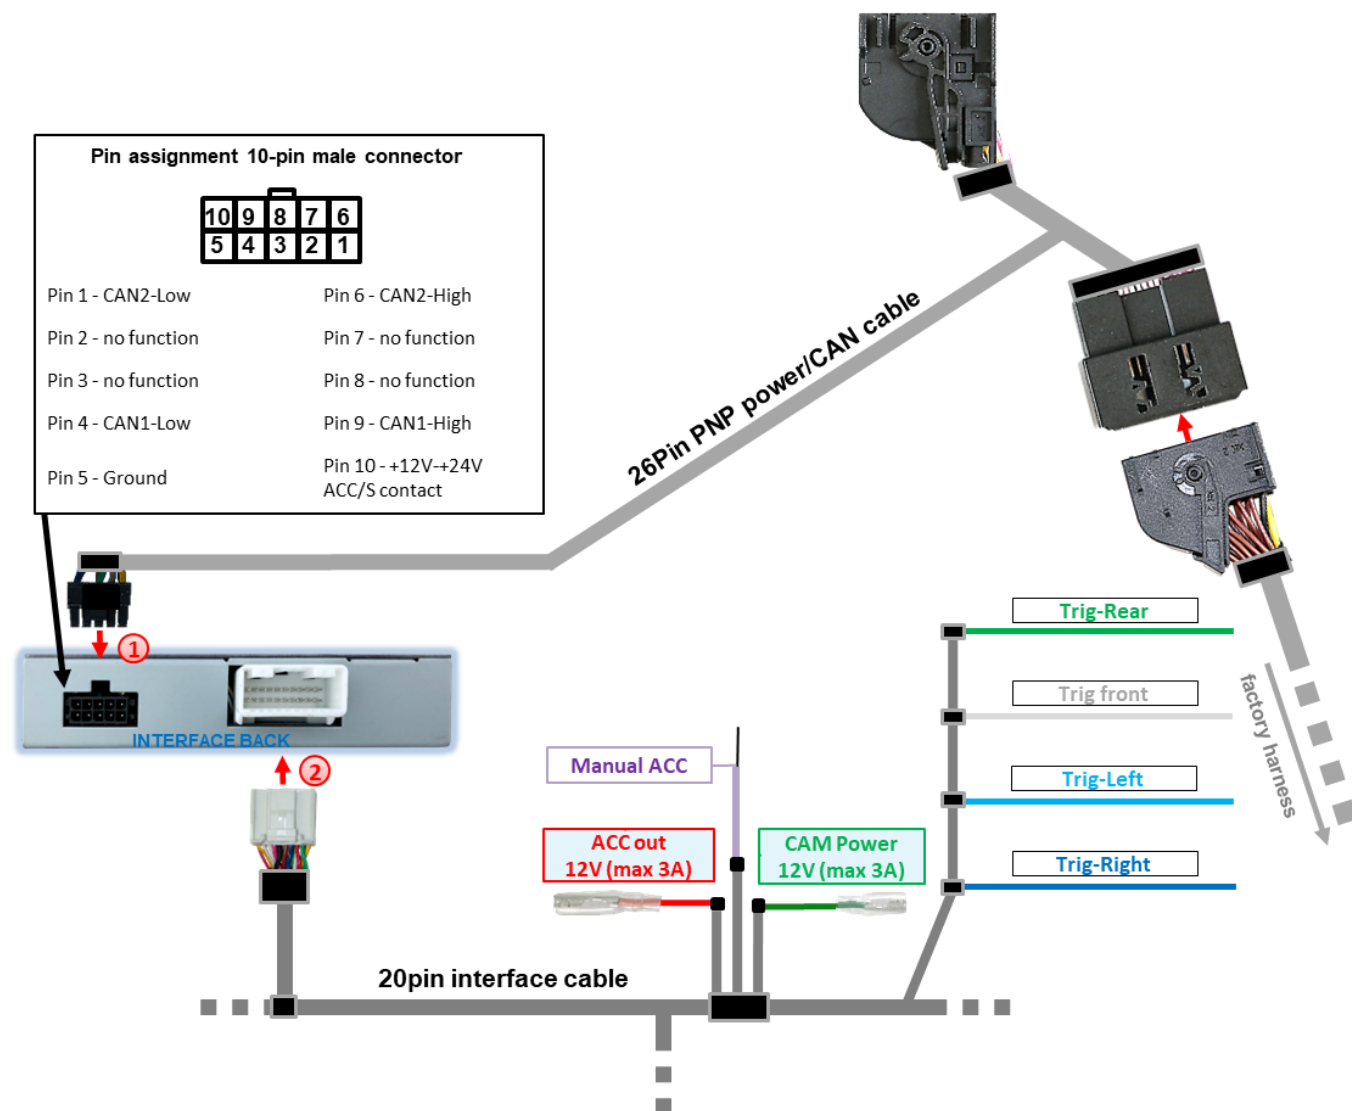 Pin assignment 10-pin male connector
10 9 8 7 6
5 4 3 2 1
Pin 1 - CAN2-Low
Pin 6 - CAN2-High
Pin 2 - no function
Pin 7 - no function
Pin 3 - no function
Pin 8 - no function
Pin 4 - CAN1-Low
Pin 9 - CAN1-High
Pin 5 - Ground
Pin 10 - +12V-+24V
ACC/S contact
26Pin PNP power/CAN cable
1
INTERFACE BACK
2
Trig-Rear
Trig front
Trig-Left
Trig-Right
factory harness
Manual ACC
ACC out
12V (max 3A)
CAM Power
12V (max 3A)
20pin interface cable